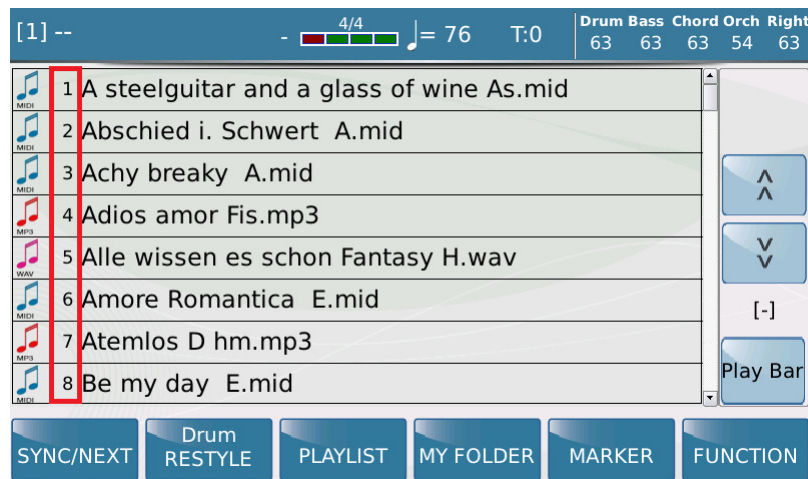 [1] -- - 4/4 = 76 T:0 Drum Bass Chord Orch Right
63 63 63 54 63
MIDI 1 A steelguitar and a glass of wine As.mid
MIDI 2 Abschied i. Schwert A.mid
MIDI 3 Achy breaky A.mid
MP3 4 Adios amor Fis.mp3
WAV 5 Alle wissen es schon Fantasy H.wav
MIDI 6 Amore Romantica E.mid
[-]
MP3 7 Atemlos D hm.mp3
Play Bar
MIDI 8 Be my day E.mid
SYNC/NEXT Drum RESTYLE PLAYLIST MY FOLDER MARKER FUNCTION